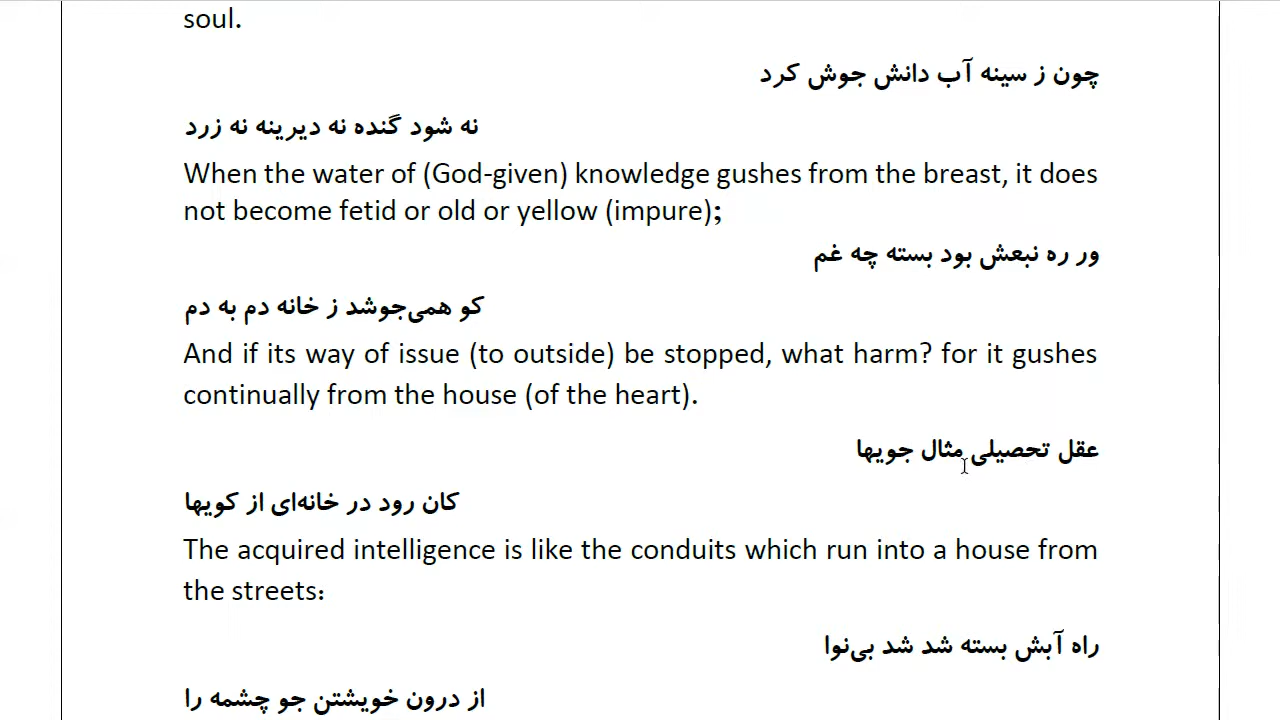 soul.
چون ز سینه آب دانش جوش کرد
نه شود گنده نه دیرینه نه زرد
When the water of (God-given) knowledge gushes from the breast, it does
not become fetid or old or yellow (impure);
ور ره نبعش بود بسته چه غم
کو همی‌جوشد ز خانه دم به دم
And if its way of issue (to outside) be stopped, what harm? for it gushes
continually from the house (of the heart).
عقل تحصیلی مثال جویها
کان رود در خانه‌ای از کویها
The acquired intelligence is like the conduits which run into a house from
the streets:
راه آبش بسته شد شد بی‌نوا
از درون خویشتن جو چشمه را